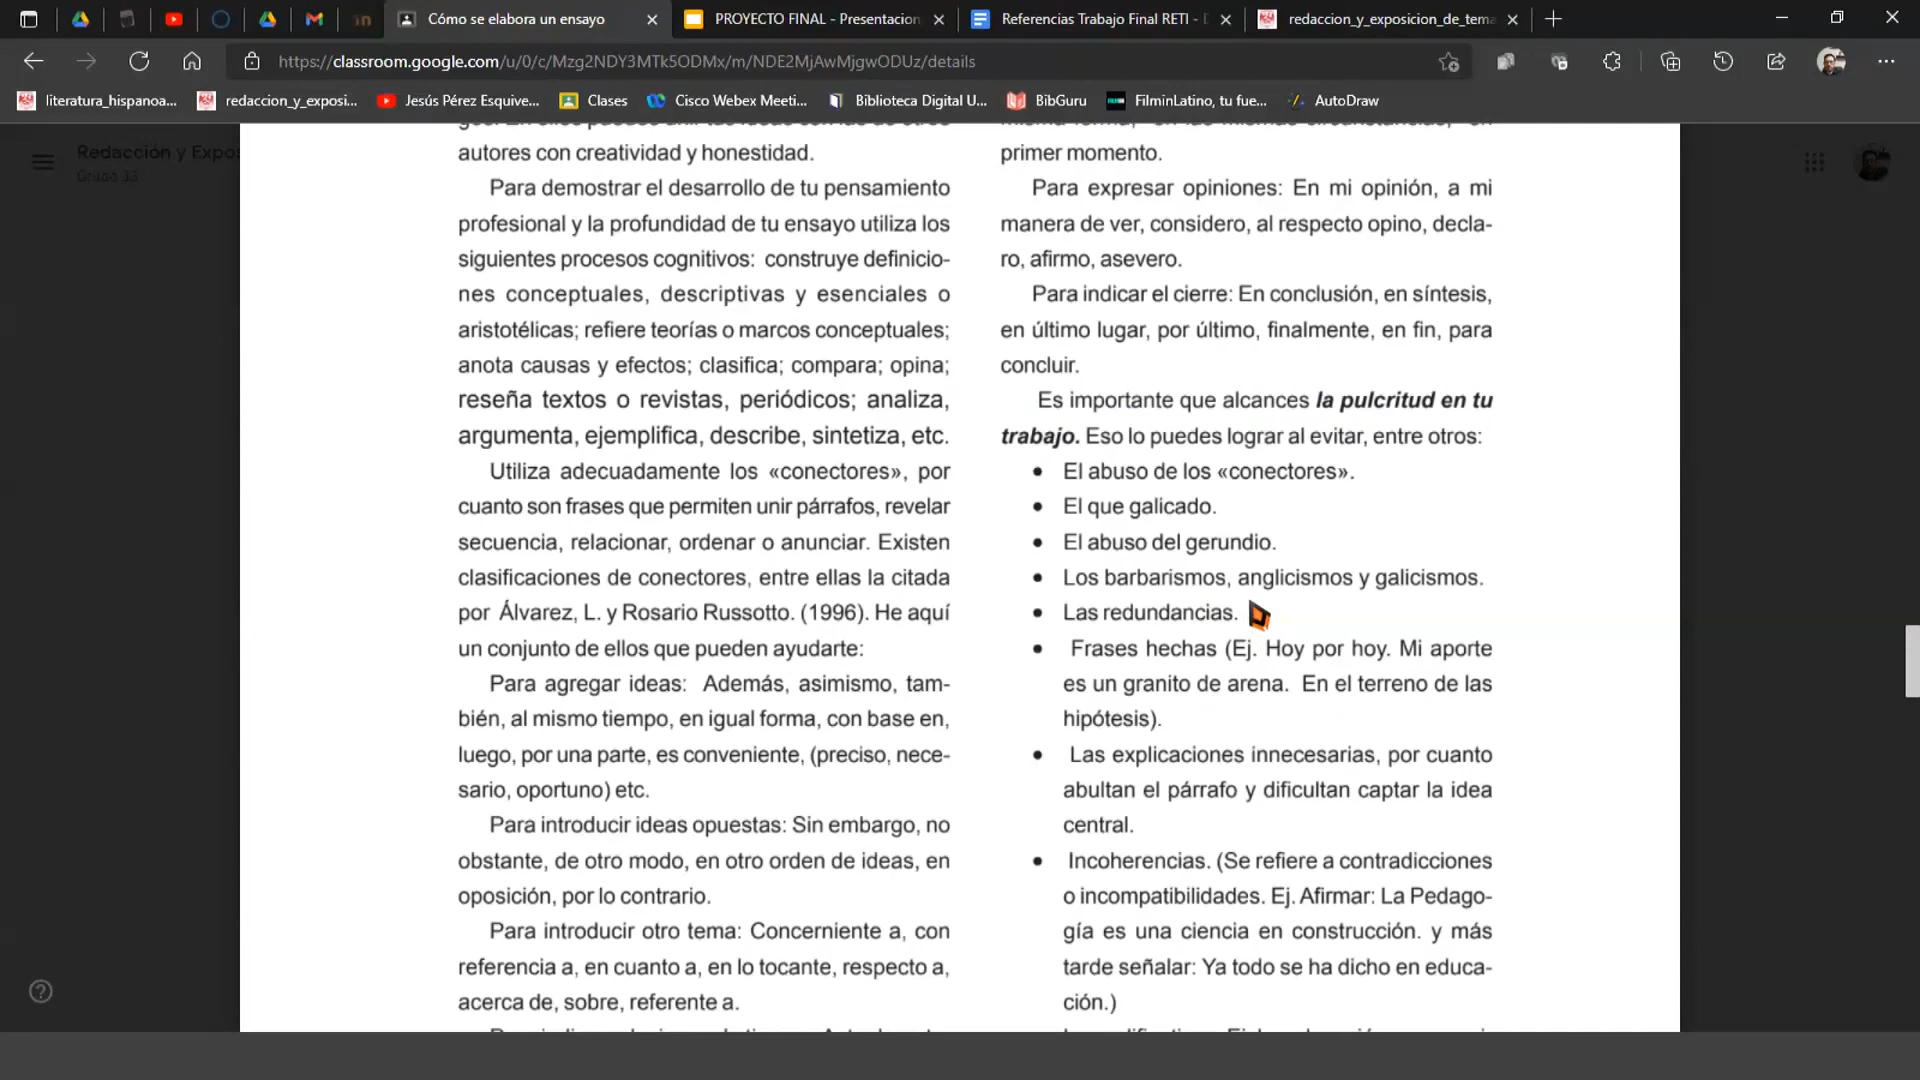 Cómo se elabora un ensayo
PROYECTO FINAL - Presentacion
Referencias Trabajo Final RETI - D
redaccion_y_exposicion_de_tema
https://classroom.google.com/u/0/c/Mzg2NDY3MTk5ODMx/m/NDE2MjAwMjgwODUz/details
literatura_hispanoa...
redaccion_y_exposi...
Jesús Pérez Esquive...
Clases
Cisco Webex Meeti...
Biblioteca Digital U...
BibGuru
FilminLatino, tu fue...
AutoDraw
Redacción y Expos
Grupo 33
autores con creatividad y honestidad.
Para demostrar el desarrollo de tu pensamiento
profesional y la profundidad de tu ensayo utiliza los
siguientes procesos cognitivos: construye definicio-
nes conceptuales, descriptivas y esenciales o
aristotélicas; refiere teorías o marcos conceptuales;
anota causas y efectos; clasifica; compara; opina;
reseña textos o revistas, periódicos; analiza,
argumenta, ejemplifica, describe, sintetiza, etc.
Utiliza adecuadamente los «conectores», por
cuanto son frases que permiten unir párrafos, revelar
secuencia, relacionar, ordenar o anunciar. Existen
clasificaciones de conectores, entre ellas la citada
por Álvarez, L. y Rosario Russotto. (1996). He aquí
un conjunto de ellos que pueden ayudarte:
Para agregar ideas: Además, asimismo, tam-
bién, al mismo tiempo, en igual forma, con base en,
luego, por una parte, es conveniente, (preciso, nece-
sario, oportuno) etc.
Para introducir ideas opuestas: Sin embargo, no
obstante, de otro modo, en otro orden de ideas, en
oposición, por lo contrario.
Para introducir otro tema: Concerniente a, con
referencia a, en cuanto a, en lo tocante, respecto a,
acerca de, sobre, referente a.
primer momento.
Para expresar opiniones: En mi opinión, a mi
manera de ver, considero, al respecto opino, decla-
ro, afirmo, asevero.
Para indicar el cierre: En conclusión, en síntesis,
en último lugar, por último, finalmente, en fin, para
concluir.
Es importante que alcances la pulcritud en tu
trabajo. Eso lo puedes lograr al evitar, entre otros:
• El abuso de los «conectores».
• El que galicado.
• El abuso del gerundio.
• Los barbarismos, anglicismos y galicismos.
• Las redundancias.
• Frases hechas (Ej. Hoy por hoy. Mi aporte
es un granito de arena. En el terreno de las
hipótesis).
• Las explicaciones innecesarias, por cuanto
abultan el párrafo y dificultan captar la idea
central.
• Incoherencias. (Se refiere a contradicciones
o incompatibilidades. Ej. Afirmar: La Pedago-
gía es una ciencia en construcción. y más
tarde señalar: Ya todo se ha dicho en educa-
ción.)